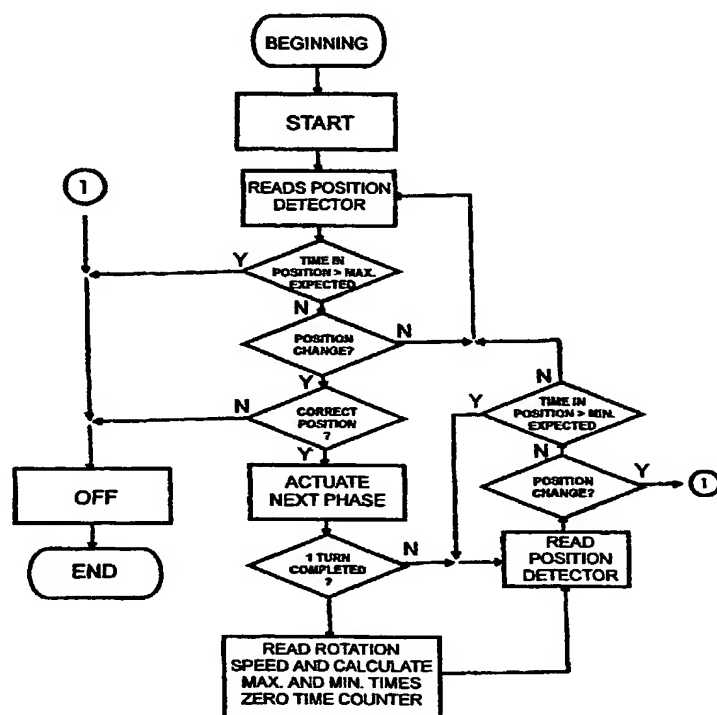 BEGINNING
START
1
READS POSITION
DETECTOR
Y
TIME IN
POSITION > MAX.
EXPECTED
N
POSITION
CHANGE?
N
Y
N
CORRECT
POSITION
?
Y
Y
N
TIME IN
POSITION > MIN.
EXPECTED
N
POSITION
CHANGE?
Y
1
OFF
ACTUATE
NEXT PHASE
END
1 TURN
COMPLETED
?
N
READ
POSITION
DETECTOR
READ ROTATION
SPEED AND CALCULATE
MAX. AND MIN. TIMES
ZERO TIME COUNTER